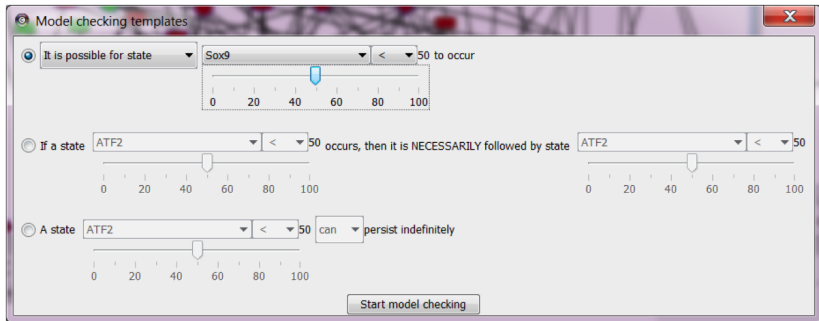 Model checking templates
It is possible for state Sox9 < 50 to occur
0 20 40 60 80 100
If a state ATF2 < 50 occurs, then it is NECESSARILY followed by state ATF2 < 50
0 20 40 60 80 100 0 20 40 60 80 100
A state ATF2 < 50 can persist indefinitely
0 20 40 60 80 100
Start model checking